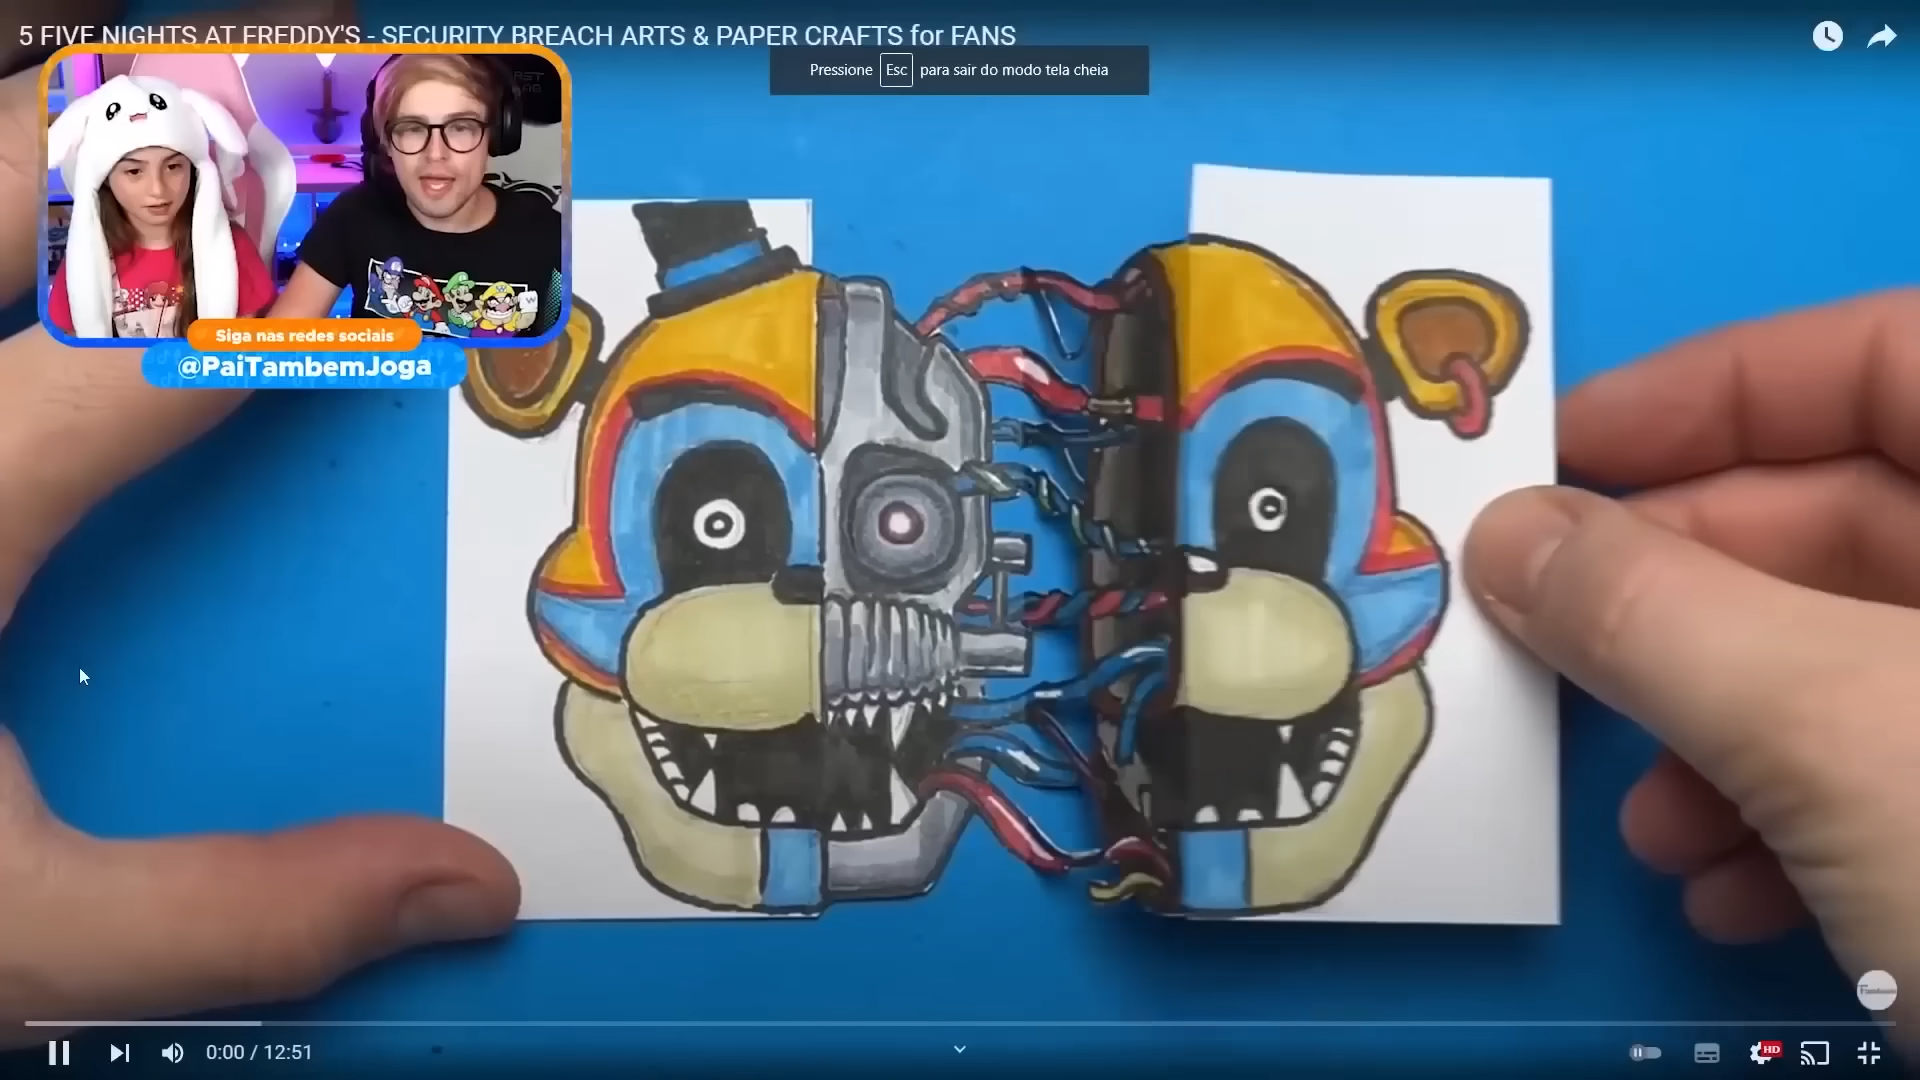 5 FIVE NIGHTS AT FREDDY'S - SECURITY BREACH ARTS & PAPER CRAFTS for FANS
Pressione Esc para sair do modo tela cheia
Siga nas redes sociais
@PaiTambemJoga
0:00 / 12:51
HD